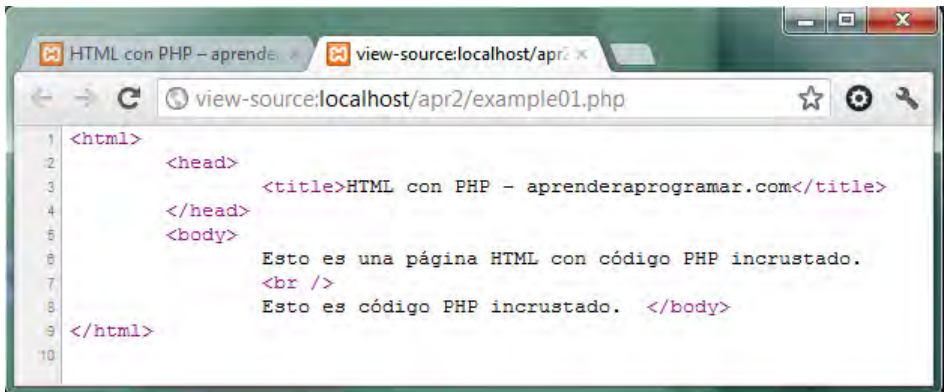 HTML con PHP – aprende
view-source:localhost/apr2
view-source:localhost/apr2/example01.php
1 <html>
2 <head>
3 <title>HTML con PHP - aprenderaprogramar.com</title>
4 </head>
5 <body>
6 Esto es una página HTML con código PHP incrustado.
7 <br />
8 Esto es código PHP incrustado. </body>
9 </html>
10